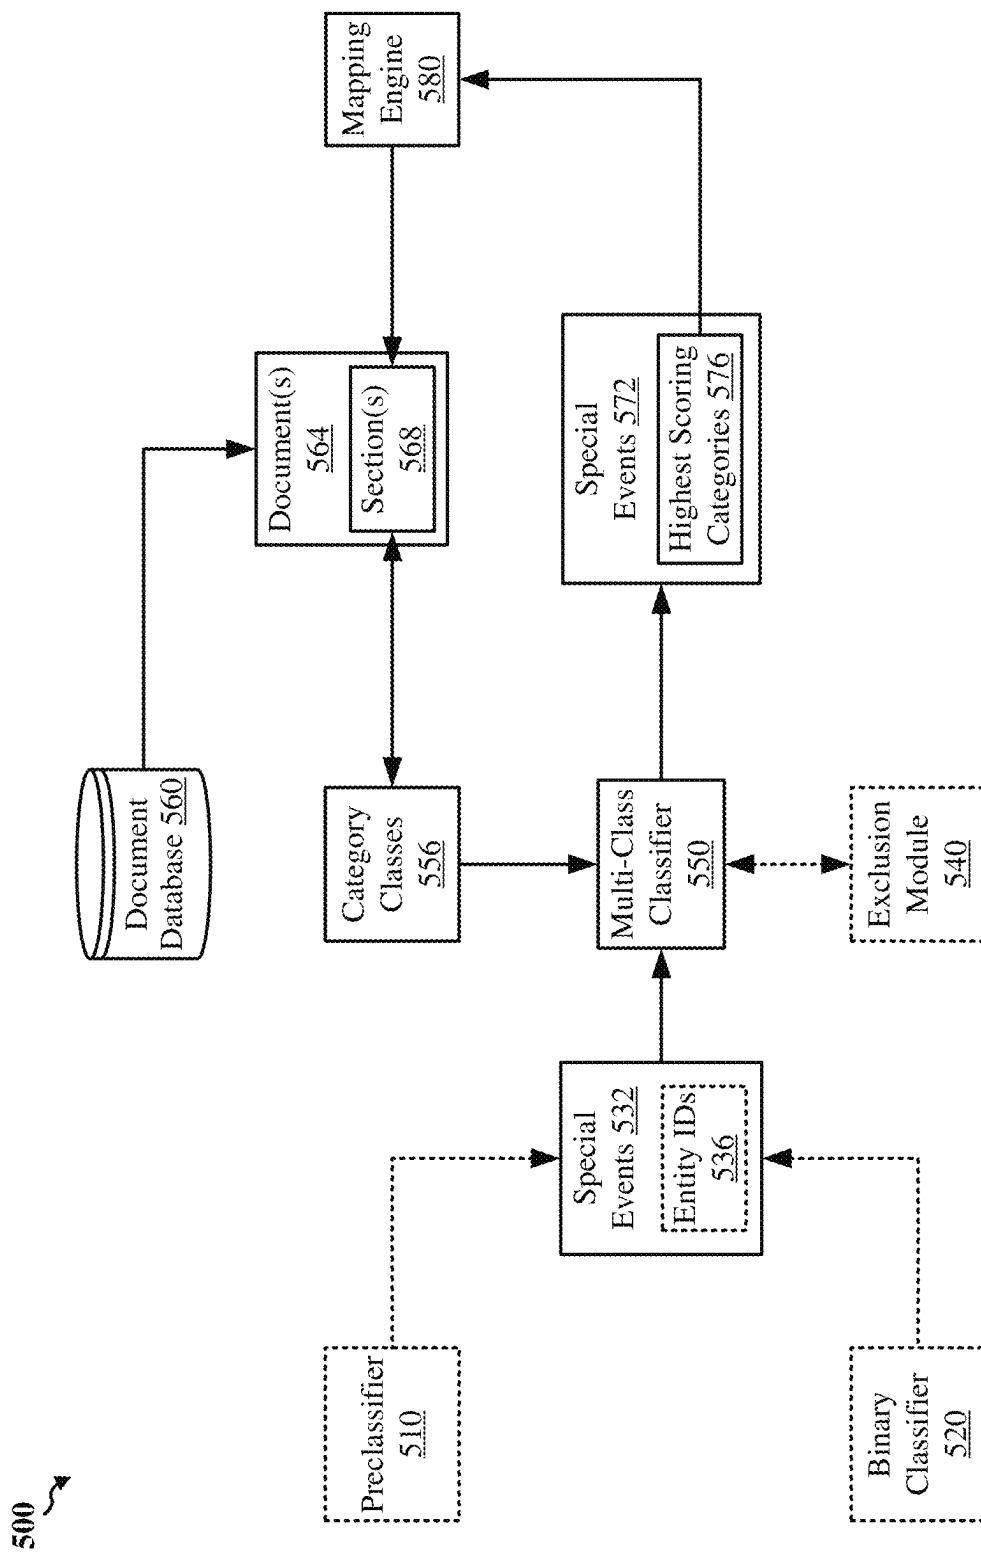 500
Document
Database 560
Preclassifier
510
Category
Classes
556
Document(s)
564
Section(s)
568
Mapping
Engine
580
Special
Events 532
Entity IDs
536
Multi-Class
Classifier
550
Special
Events 572
Highest Scoring
Categories 576
Binary
Classifier
520
Exclusion
Module
540